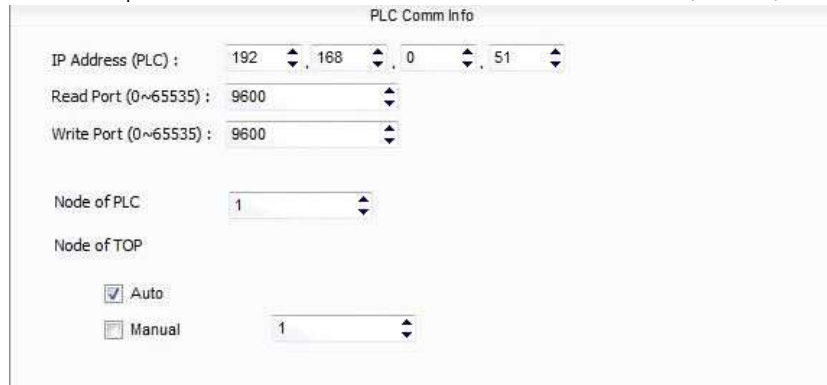 PLC Comm Info
IP Address (PLC) : 192 . 168 . 0 . 51
Read Port (0~65535) : 9600
Write Port (0~65535) : 9600
Node of PLC 1
Node of TOP
Auto
Manual 1